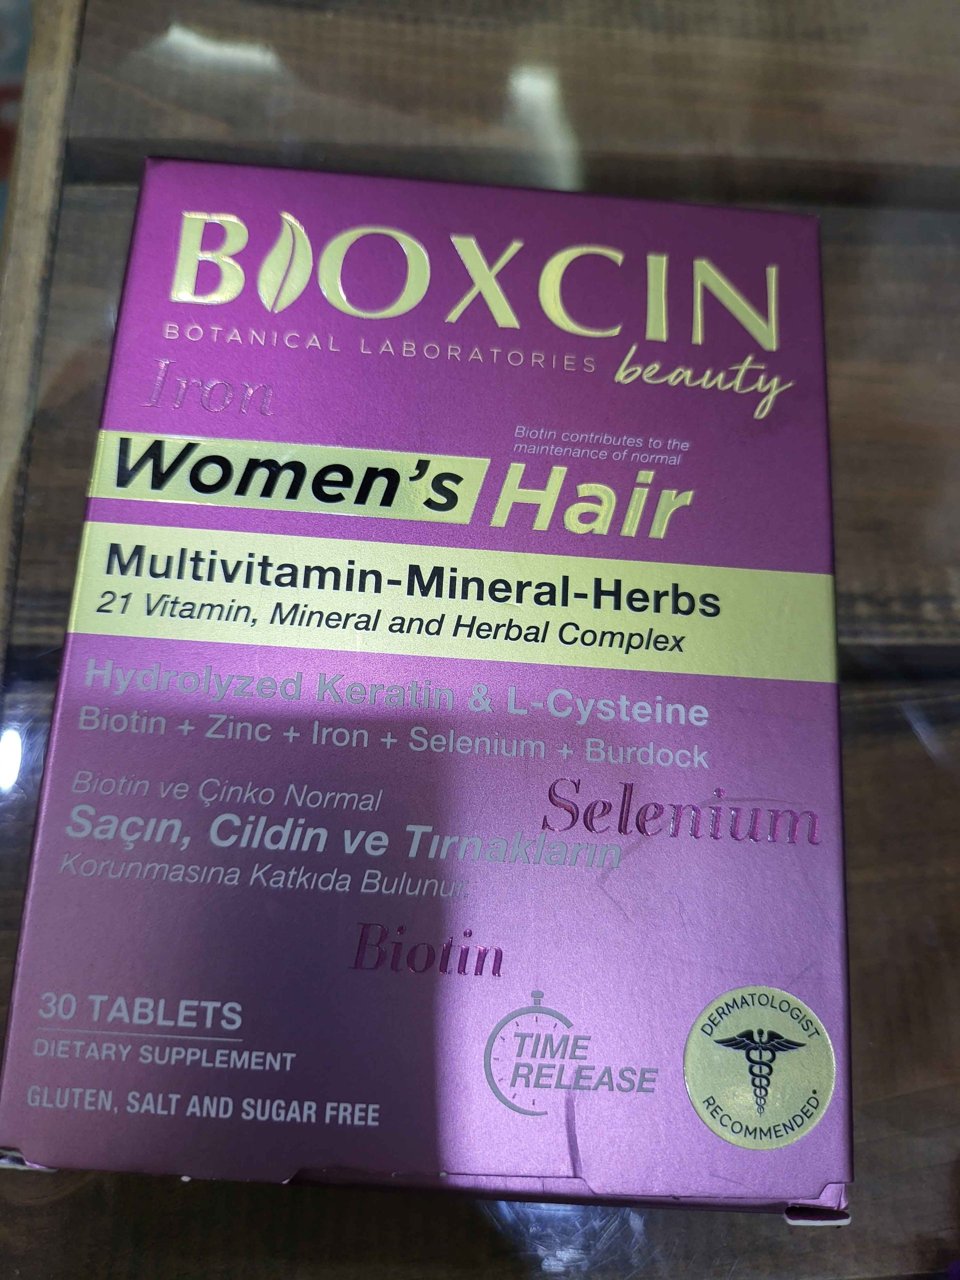 BIOXCIN
BOTANICAL LABORATORIES
beauty
Iron
Biotin contributes to the
maintenance of normal
Women's Hair
Multivitamin-Mineral-Herbs
21 Vitamin, Mineral and Herbal Complex
Hydrolyzed Keratin & L-Cysteine
Biotin + Zinc + Iron + Selenium + Burdock
Biotin ve Çinko Normal
Selenium
Saçın, Cildin ve Tırnakların
Korunmasına Katkıda Bulunur.
Biotin
30 TABLETS
DIETARY SUPPLEMENT
GLUTEN, SALT AND SUGAR FREE
TIME
RELEASE
DERMATOLOGIST
RECOMMENDED*